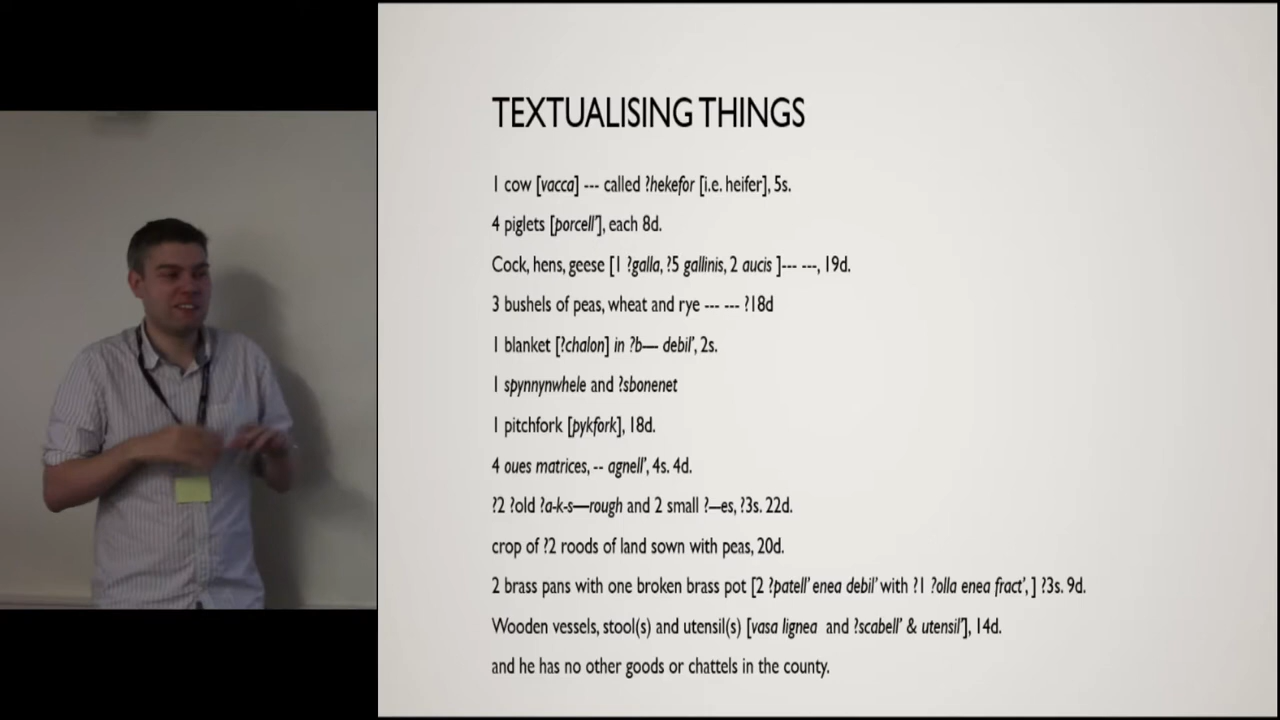 TEXTUALISING THINGS
1 cow [vacca] --- called ?hekefor [i.e. heifer], 5s.
4 piglets [porcell'], each 8d.
Cock, hens, geese [1 ?galla, ?5 gallinis, 2 aucis ]--- ---, 19d.
3 bushels of peas, wheat and rye --- --- ?18d
1 blanket [?chalon] in ?b— debil', 2s.
1 spynnynwhele and ?sbonenet
1 pitchfork [pykfork], 18d.
4 oues matrices, -- agnell', 4s. 4d.
?2 ?old ?a-k-s—rough and 2 small ?—es, ?3s. 22d.
crop of ?2 roods of land sown with peas, 20d.
2 brass pans with one broken brass pot [2 ?patell' enea debil' with ?1 ?olla enea fract', ] ?3s. 9d.
Wooden vessels, stool(s) and utensil(s) [vasa lignea and ?scabell' & utensil'], 14d.
and he has no other goods or chattels in the county.